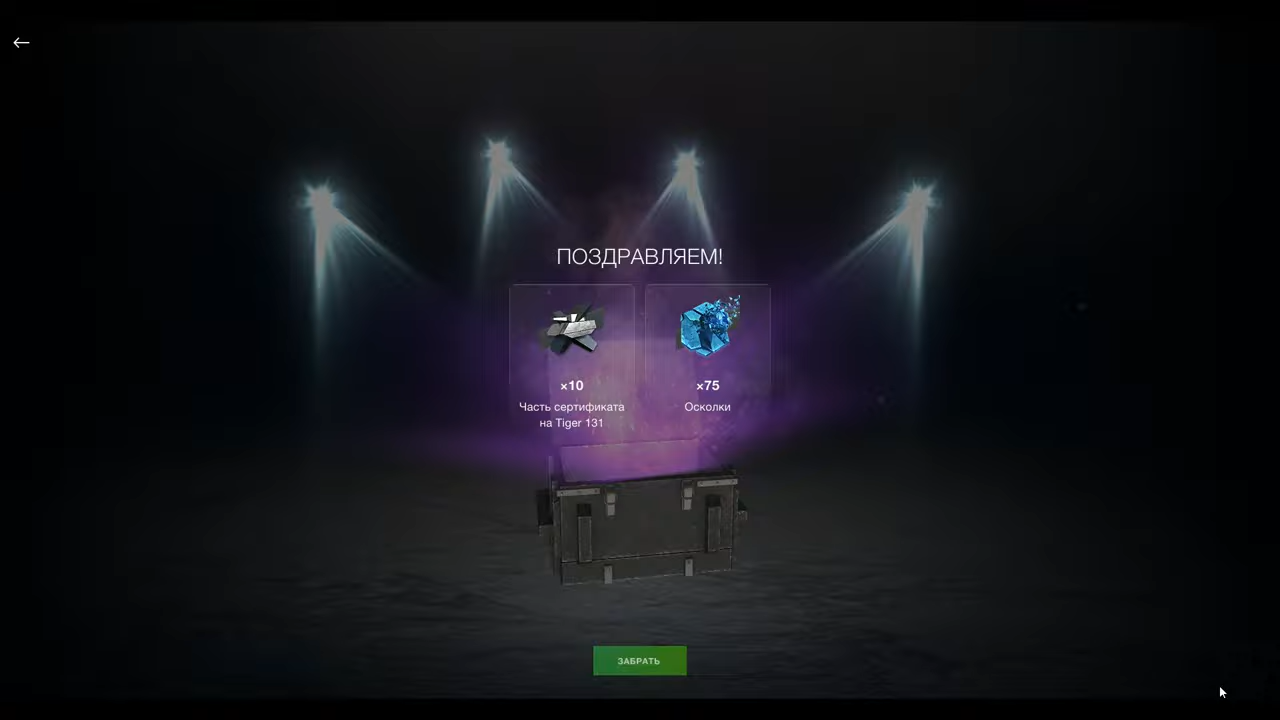 ПОЗДРАВЛЯЕМ!
×10
Часть сертификата
на Tiger 131
×75
Осколки
ЗАБРАТЬ